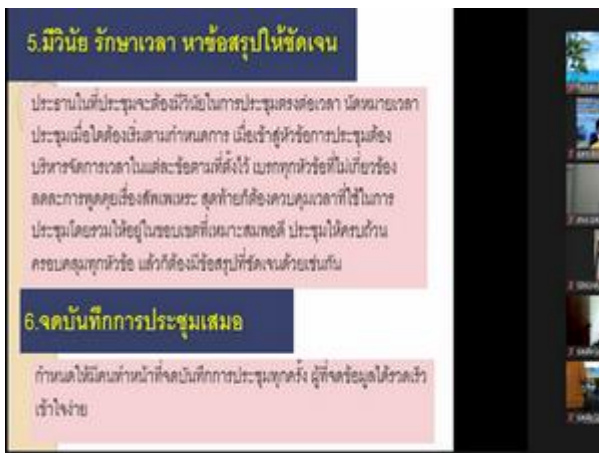 5.มีวินัย รักษาเวลา หาข้อสรุปให้ชัดเจน
ประธานในที่ประชุมจะต้องมีวินัยในการประชุมตรงต่อเวลา นัดหมายเวลา
ประชุมเมื่อใดต้องเริ่มตามกำหนดการ เมื่อเข้าสู่หัวข้อการประชุมต้อง
บริหารจัดการเวลาในแต่ละข้อตามที่ตั้งไว้ เบรกทุกหัวข้อที่ไม่เกี่ยวข้อง
ลดละการพูดคุยเรื่องสัพเพเหระ สุดท้ายก็ต้องควบคุมเวลาที่ใช้ในการ
ประชุมโดยรวมให้อยู่ในขอบเขตที่เหมาะสมพอดี ประชุมให้ครบถ้วน
ครอบคลุมทุกหัวข้อ แล้วก็ต้องมีข้อสรุปที่ชัดเจนด้วยเช่นกัน
6.จดบันทึกการประชุมเสมอ
กำหนดให้มีคนทำหน้าที่จดบันทึกการประชุมทุกครั้ง ผู้ที่จดข้อมูลได้รวดเร็ว
เข้าใจง่าย